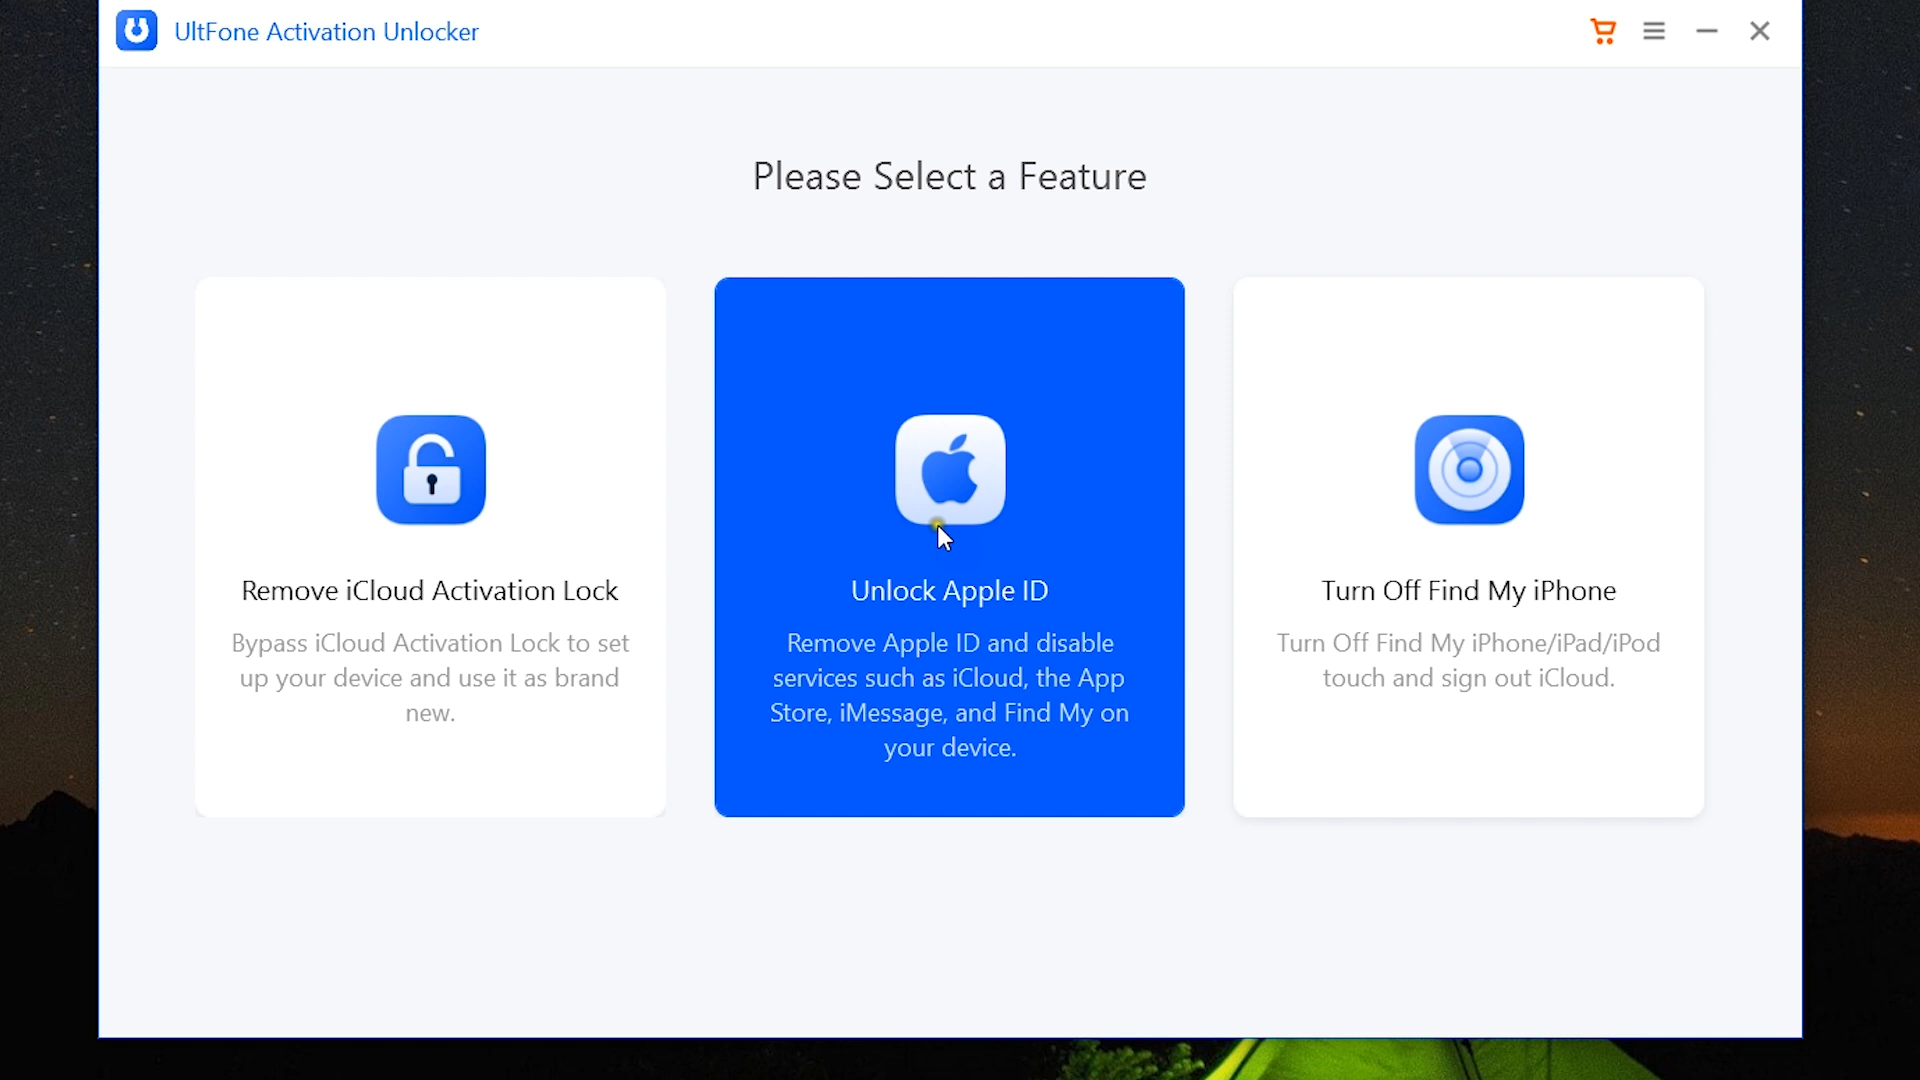 UltFone Activation Unlocker
Please Select a Feature
Remove iCloud Activation Lock
Bypass iCloud Activation Lock to set
up your device and use it as brand
new.
Unlock Apple ID
Remove Apple ID and disable
services such as iCloud, the App
Store, iMessage, and Find My on
your device.
Turn Off Find My iPhone
Turn Off Find My iPhone/iPad/iPod
touch and sign out iCloud.